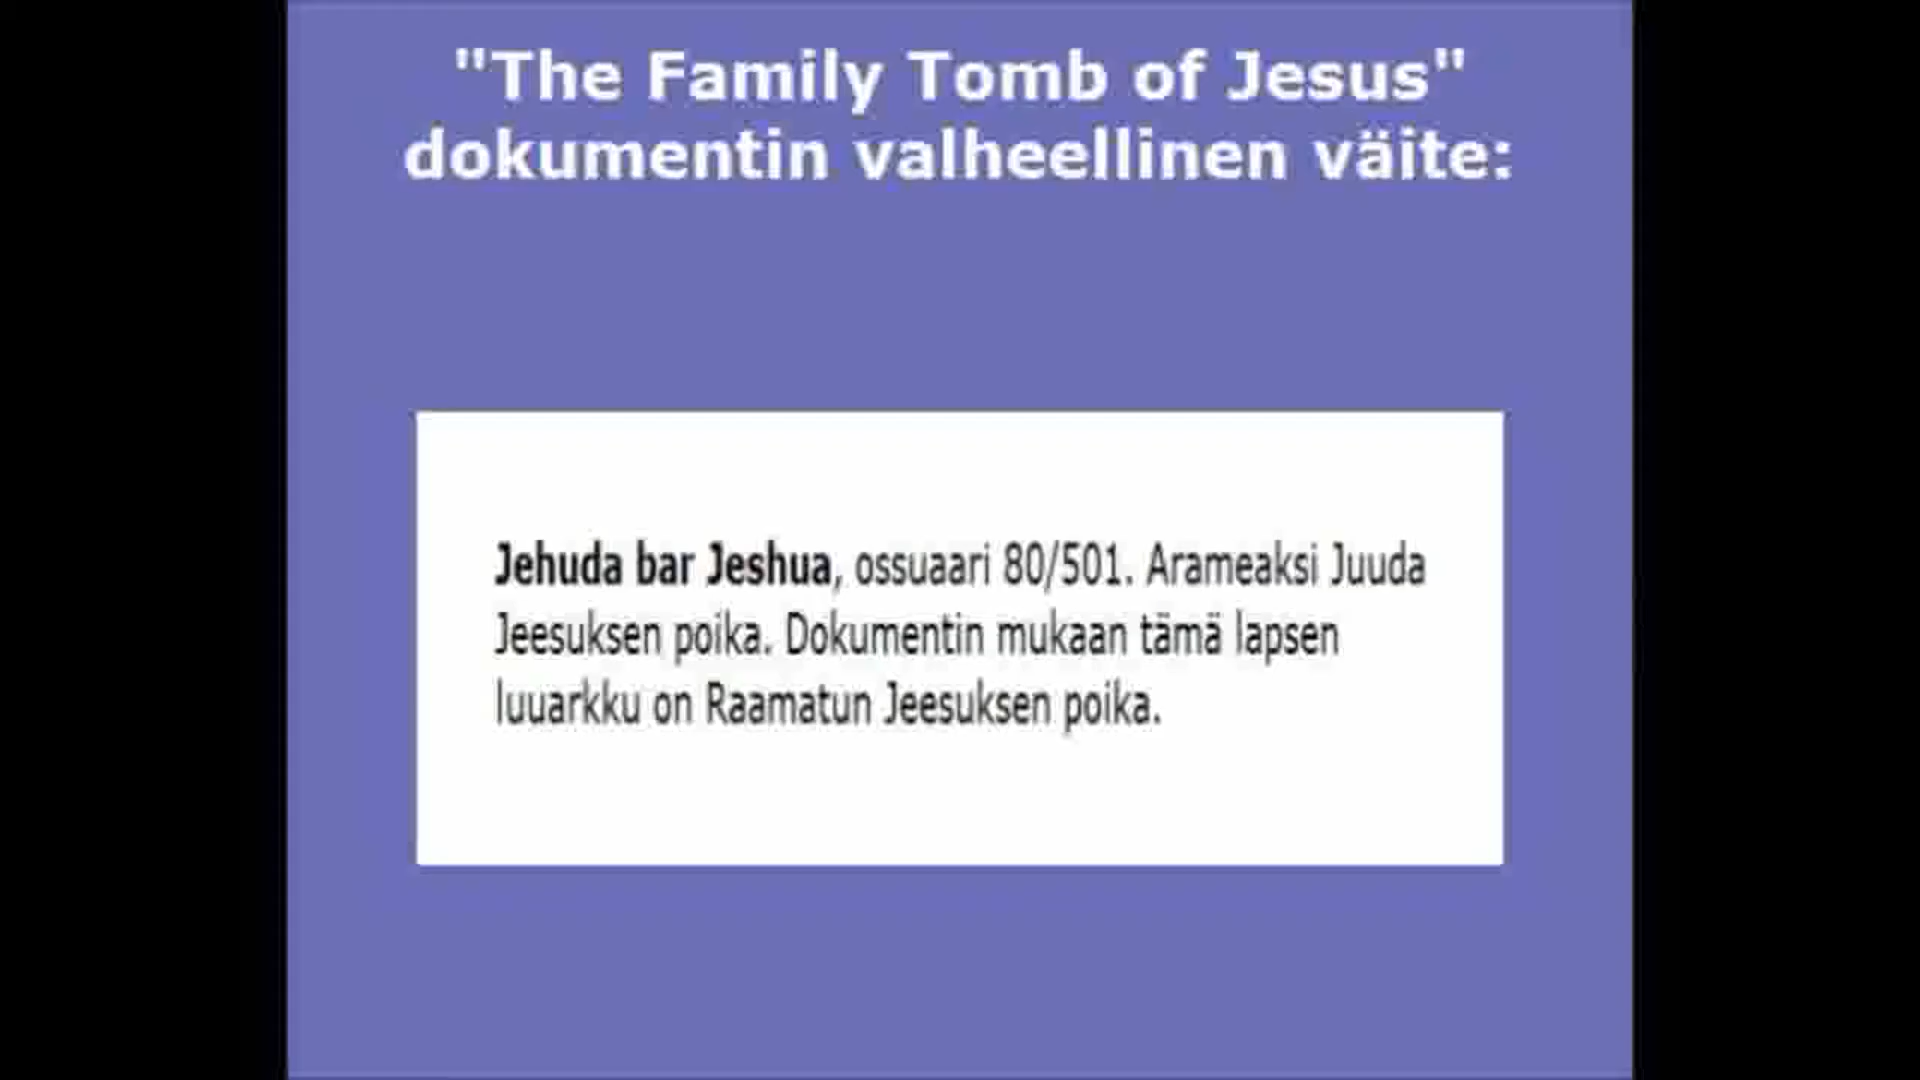 "The Family Tomb of Jesus"
dokumentin valheellinen väite:
Jehuda bar Jeshua, ossuaari 80/501. Arameaksi Juuda
Jeesuksen poika. Dokumentin mukaan tämä lapsen
luuarkku on Raamatun Jeesuksen poika.